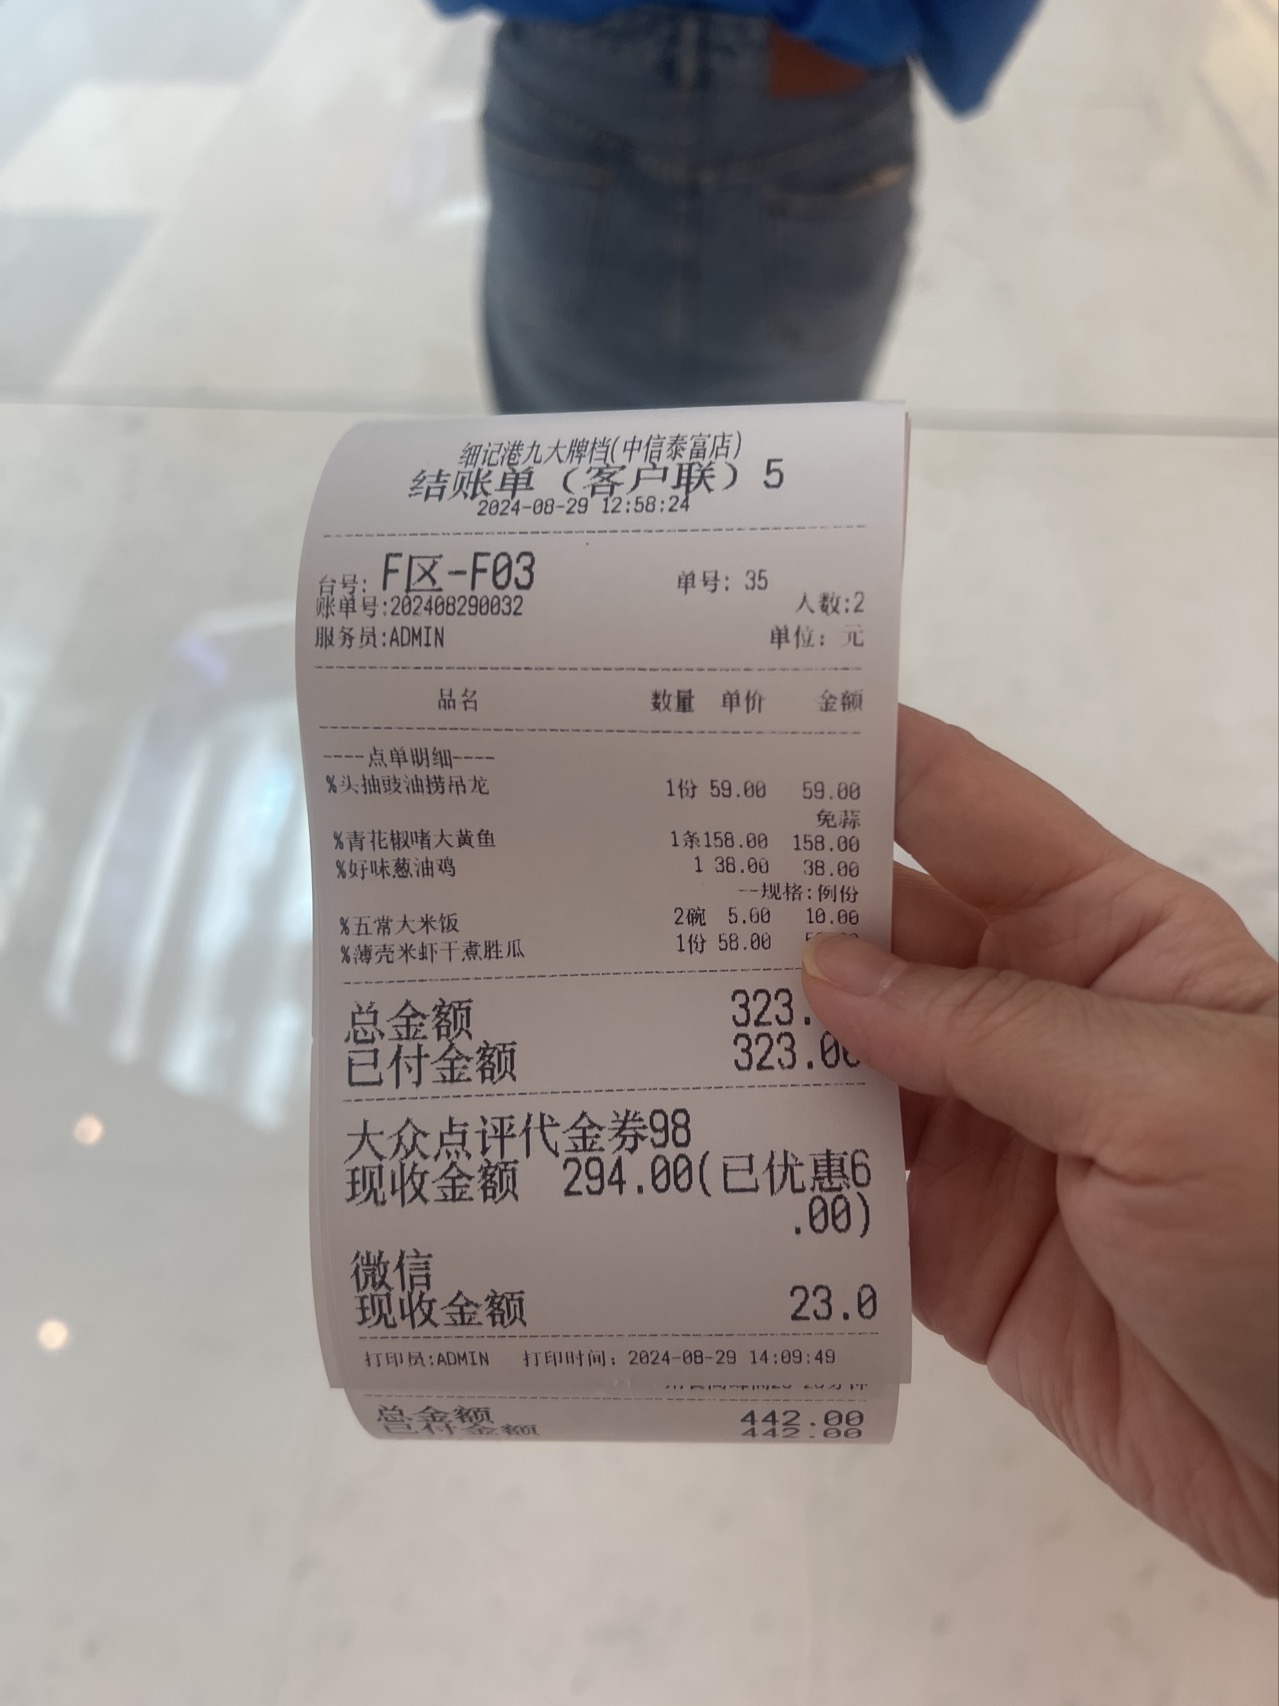 细记港九大牌档(中信泰富店)
结账单（客户联）5
2024-08-29 12:58:24
台号: F区-F03 单号: 35
账单号:202408290032 人数:2
服务员:ADMIN 单位: 元
品名 数量 单价 金额
----点单明细----
%头抽豉油捞吊龙 1份 59.00 59.00
免蒜
%青花椒啫大黄鱼 1条158.00 158.00
%好味葱油鸡 1 38.00 38.00
--规格:例份
%五常大米饭 2碗 5.00 10.00
%薄壳米虾干煮胜瓜 1份 58.00
总金额 323.
已付金额 323.00
大众点评代金券98
现收金额 294.00(已优惠6
.00)
微信
现收金额 23.0
打印员:ADMIN 打印时间: 2024-08-29 14:09:49
总金额 442.00
已付金额 442.00